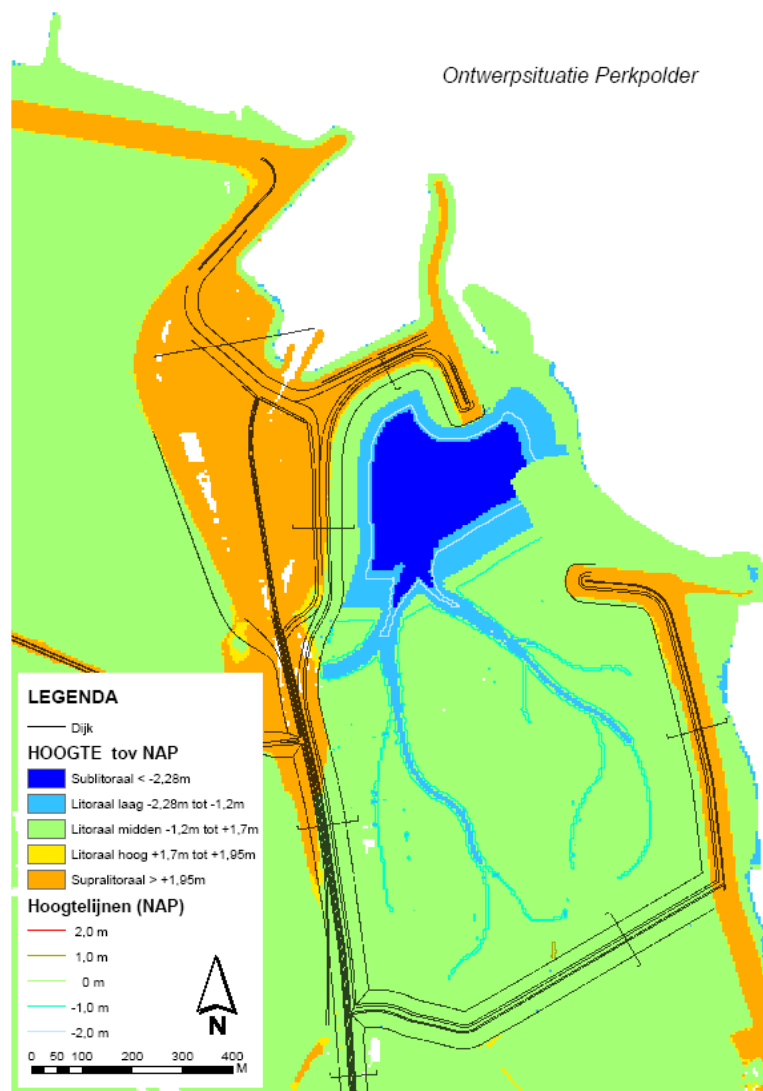 Ontwerpsituatie Perkpolder
LEGENDA
Dijk
HOOGTE tov NAP
Sublitoraal < -2,28m
Litoraal laag -2,28m tot -1,2m
Litoraal midden -1,2m tot +1,7m
Litoraal hoog +1,7m tot +1,95m
Supralitoraal > +1,95m
Hoogtelijnen (NAP)
2,0 m
1,0 m
0 m
-1,0 m
-2,0 m
N
0 50 100 200 300 400
M